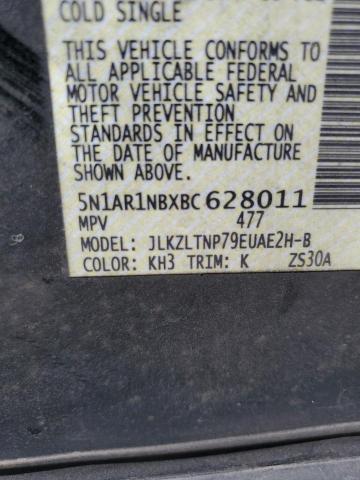 COLD SINGLE
THIS VEHICLE CONFORMS TO
ALL APPLICABLE FEDERAL
MOTOR VEHICLE SAFETY AND
THEFT PREVENTION
STANDARDS IN EFFECT ON
THE DATE OF MANUFACTURE
SHOWN ABOVE.
5N1AR1NBXBC628011
MPV 477
MODEL: JLKZLTNP79EUAE2H-B
COLOR: KH3 TRIM: K ZS30A